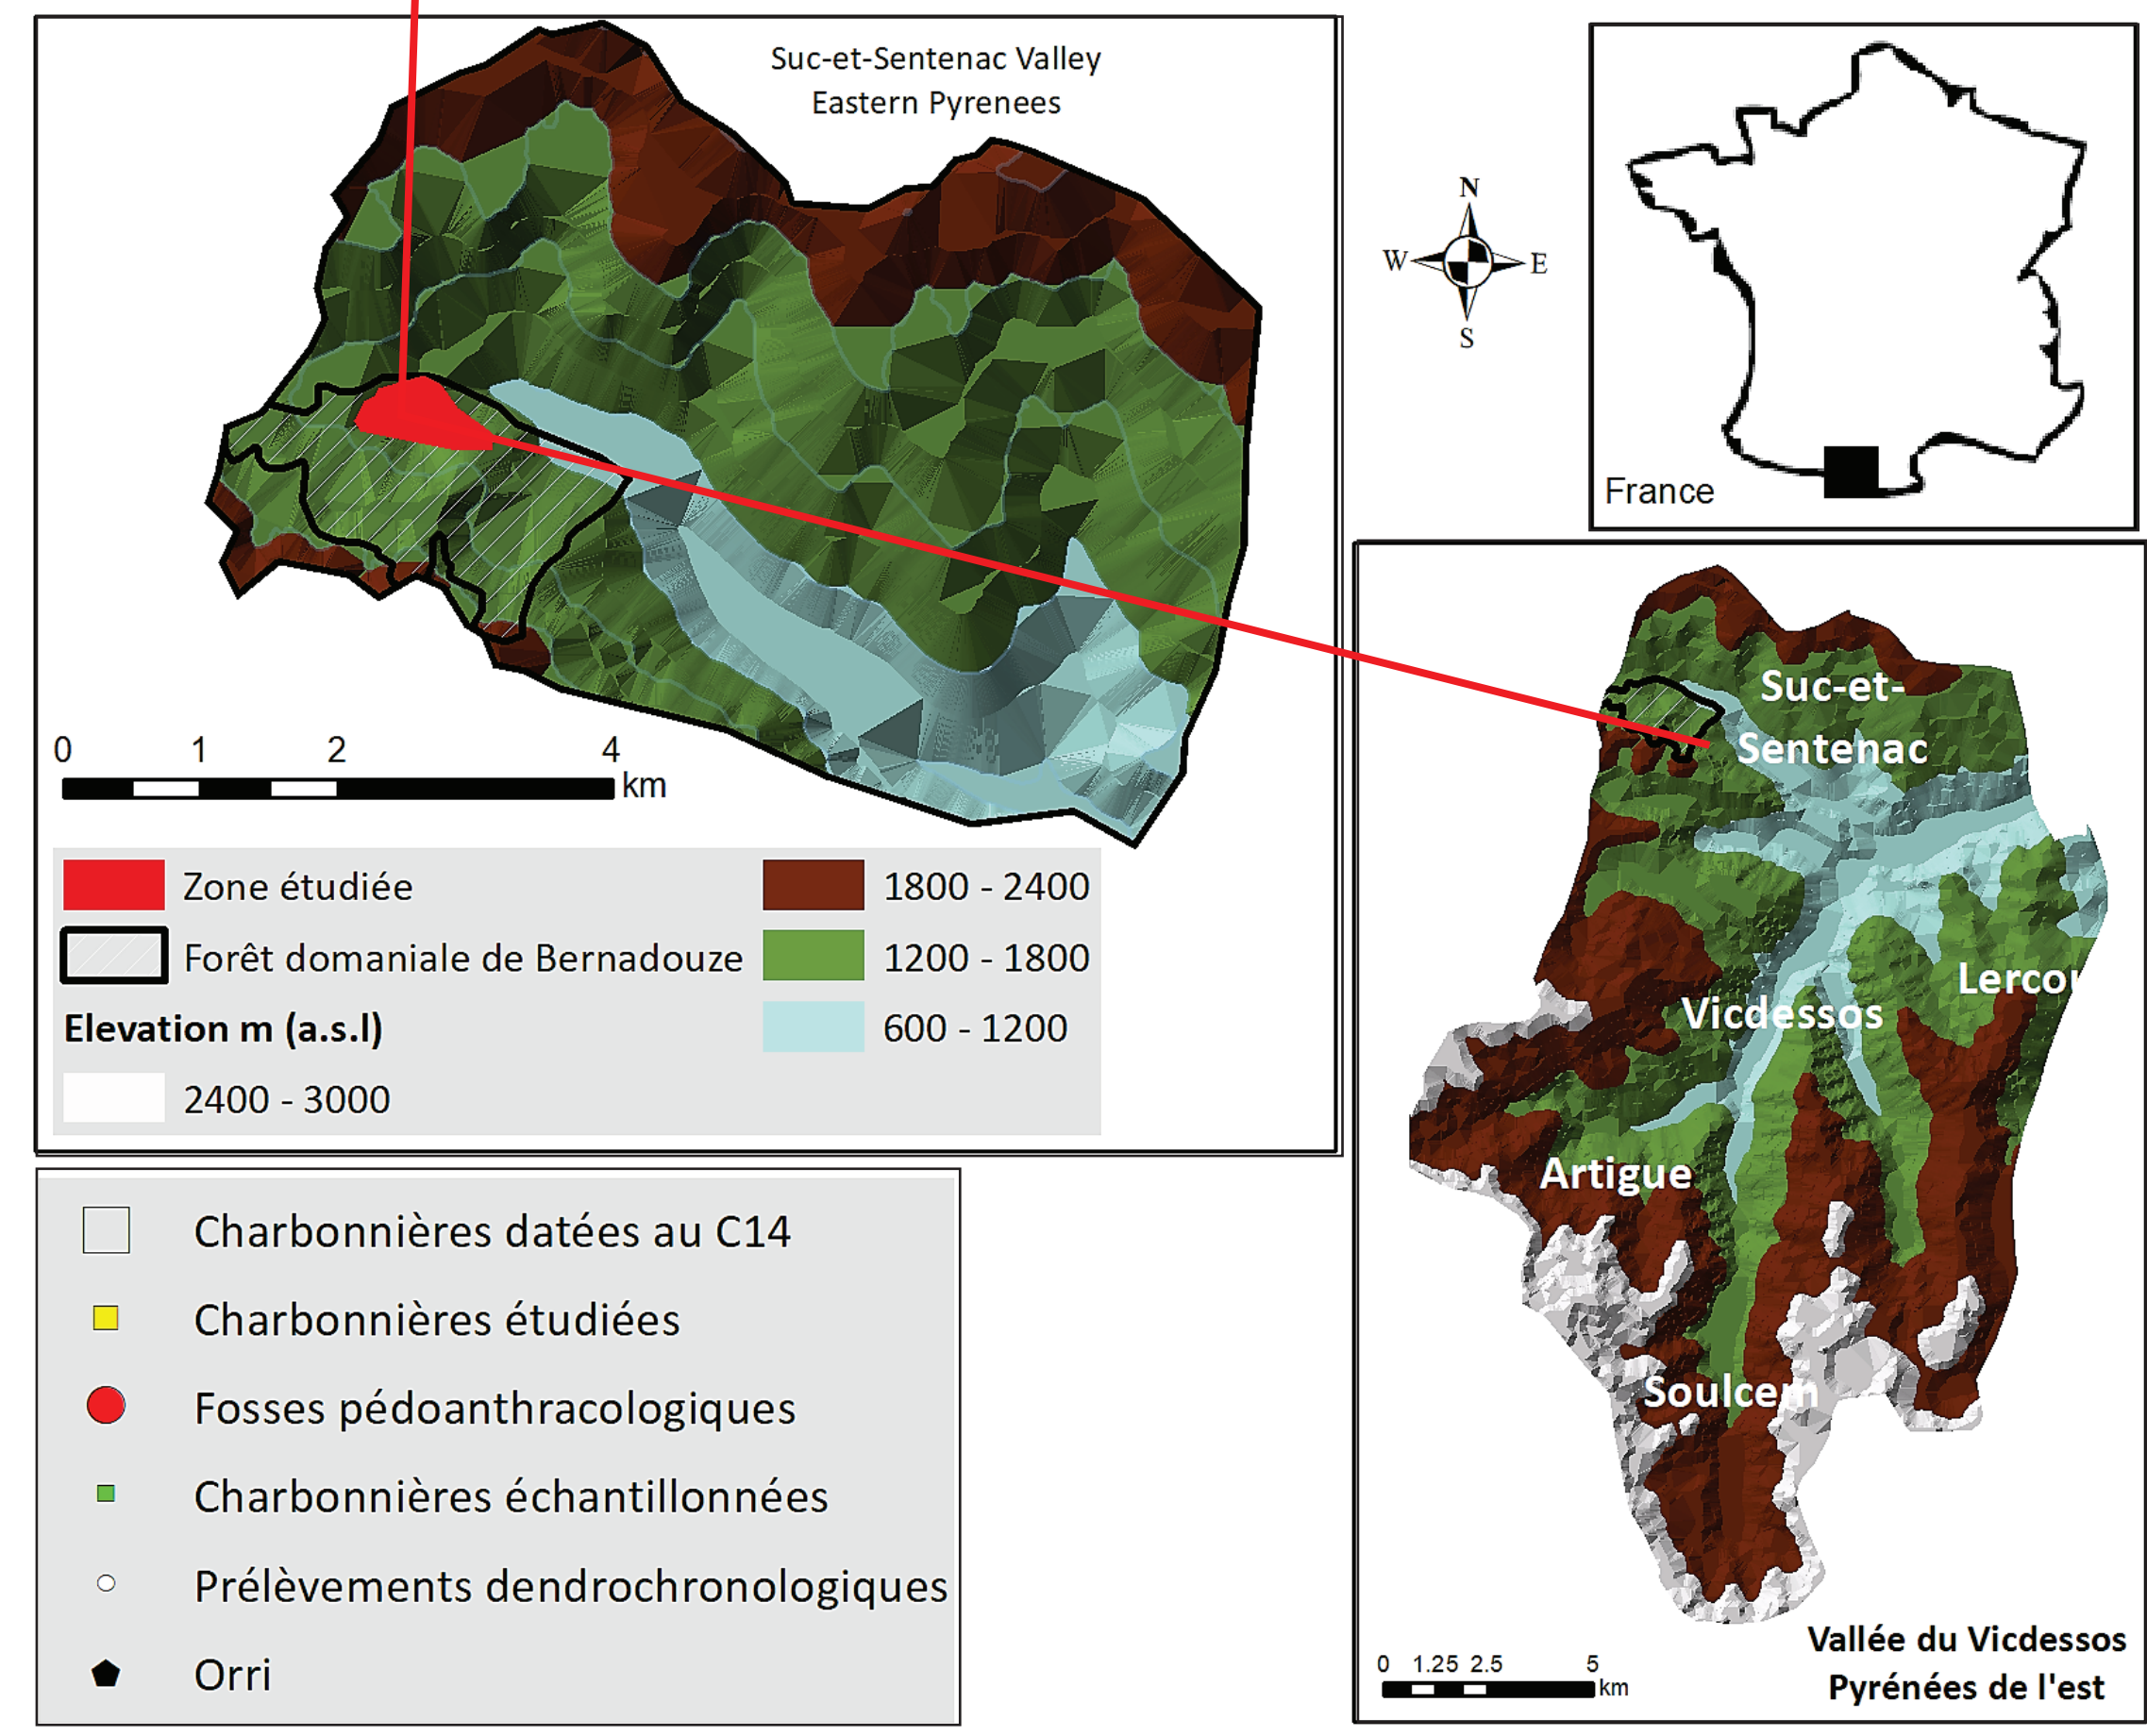 Suc-et-Sentenac Valley
Eastern Pyrenees
0 1 2 4
km
Zone étudiée
Forêt domaniale de Bernadouze
Elevation m (a.s.l)
2400 - 3000
1800 - 2400
1200 - 1800
600 - 1200
N
W E
S
France
Charbonnières datées au C14
Charbonnières étudiées
Fosses pédoanthracologiques
Charbonnières échantillonnées
Prélèvements dendrochronologiques
Orri
Suc-et-
Sentenac
Lercou
Vicdessos
Artigue
Soulcem
0 1.25 2.5 5
km
Vallée du Vicdessos
Pyrénées de l'est